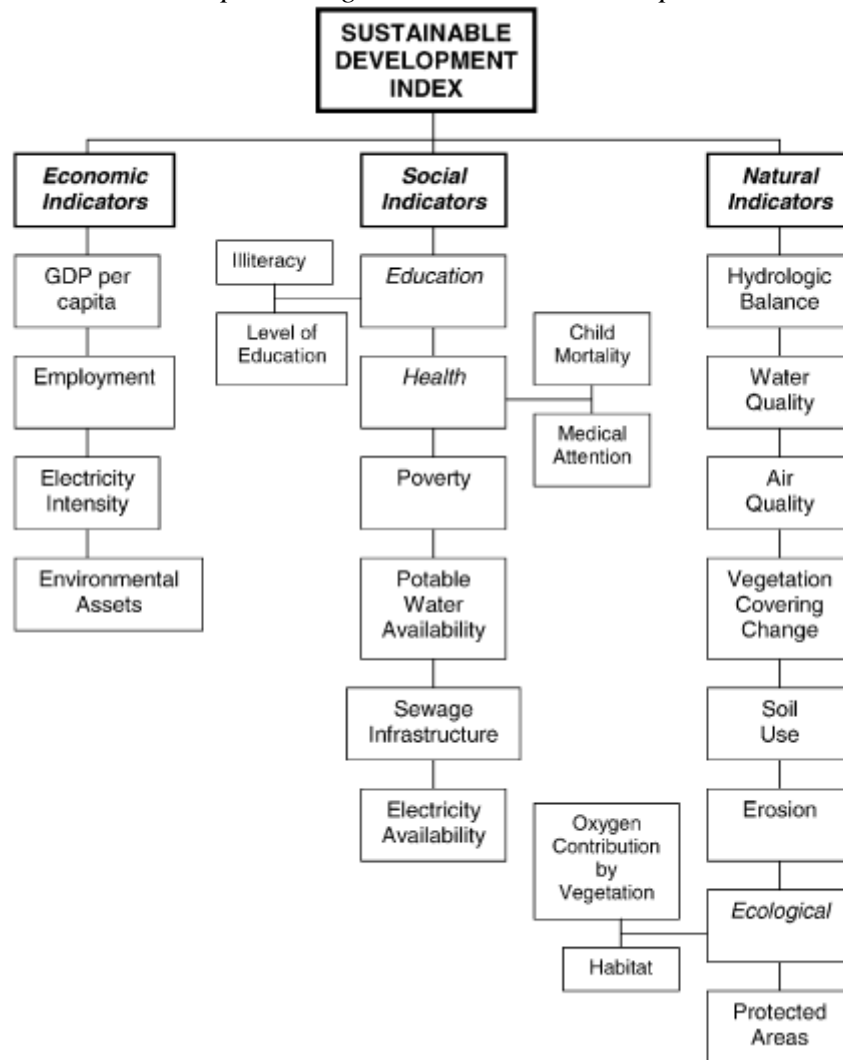 SUSTAINABLE
DEVELOPMENT
INDEX
Economic
Indicators
Social
Indicators
Natural
Indicators
GDP per
capita
Illiteracy
Education
Hydrologic
Balance
Level of
Education
Child
Mortality
Employment
Health
Water
Quality
Medical
Attention
Electricity
Intensity
Poverty
Air
Quality
Environmental
Assets
Potable
Water
Availability
Vegetation
Covering
Change
Sewage
Infrastructure
Soil
Use
Electricity
Availability
Oxygen
Contribution
by
Vegetation
Erosion
Ecological
Habitat
Protected
Areas